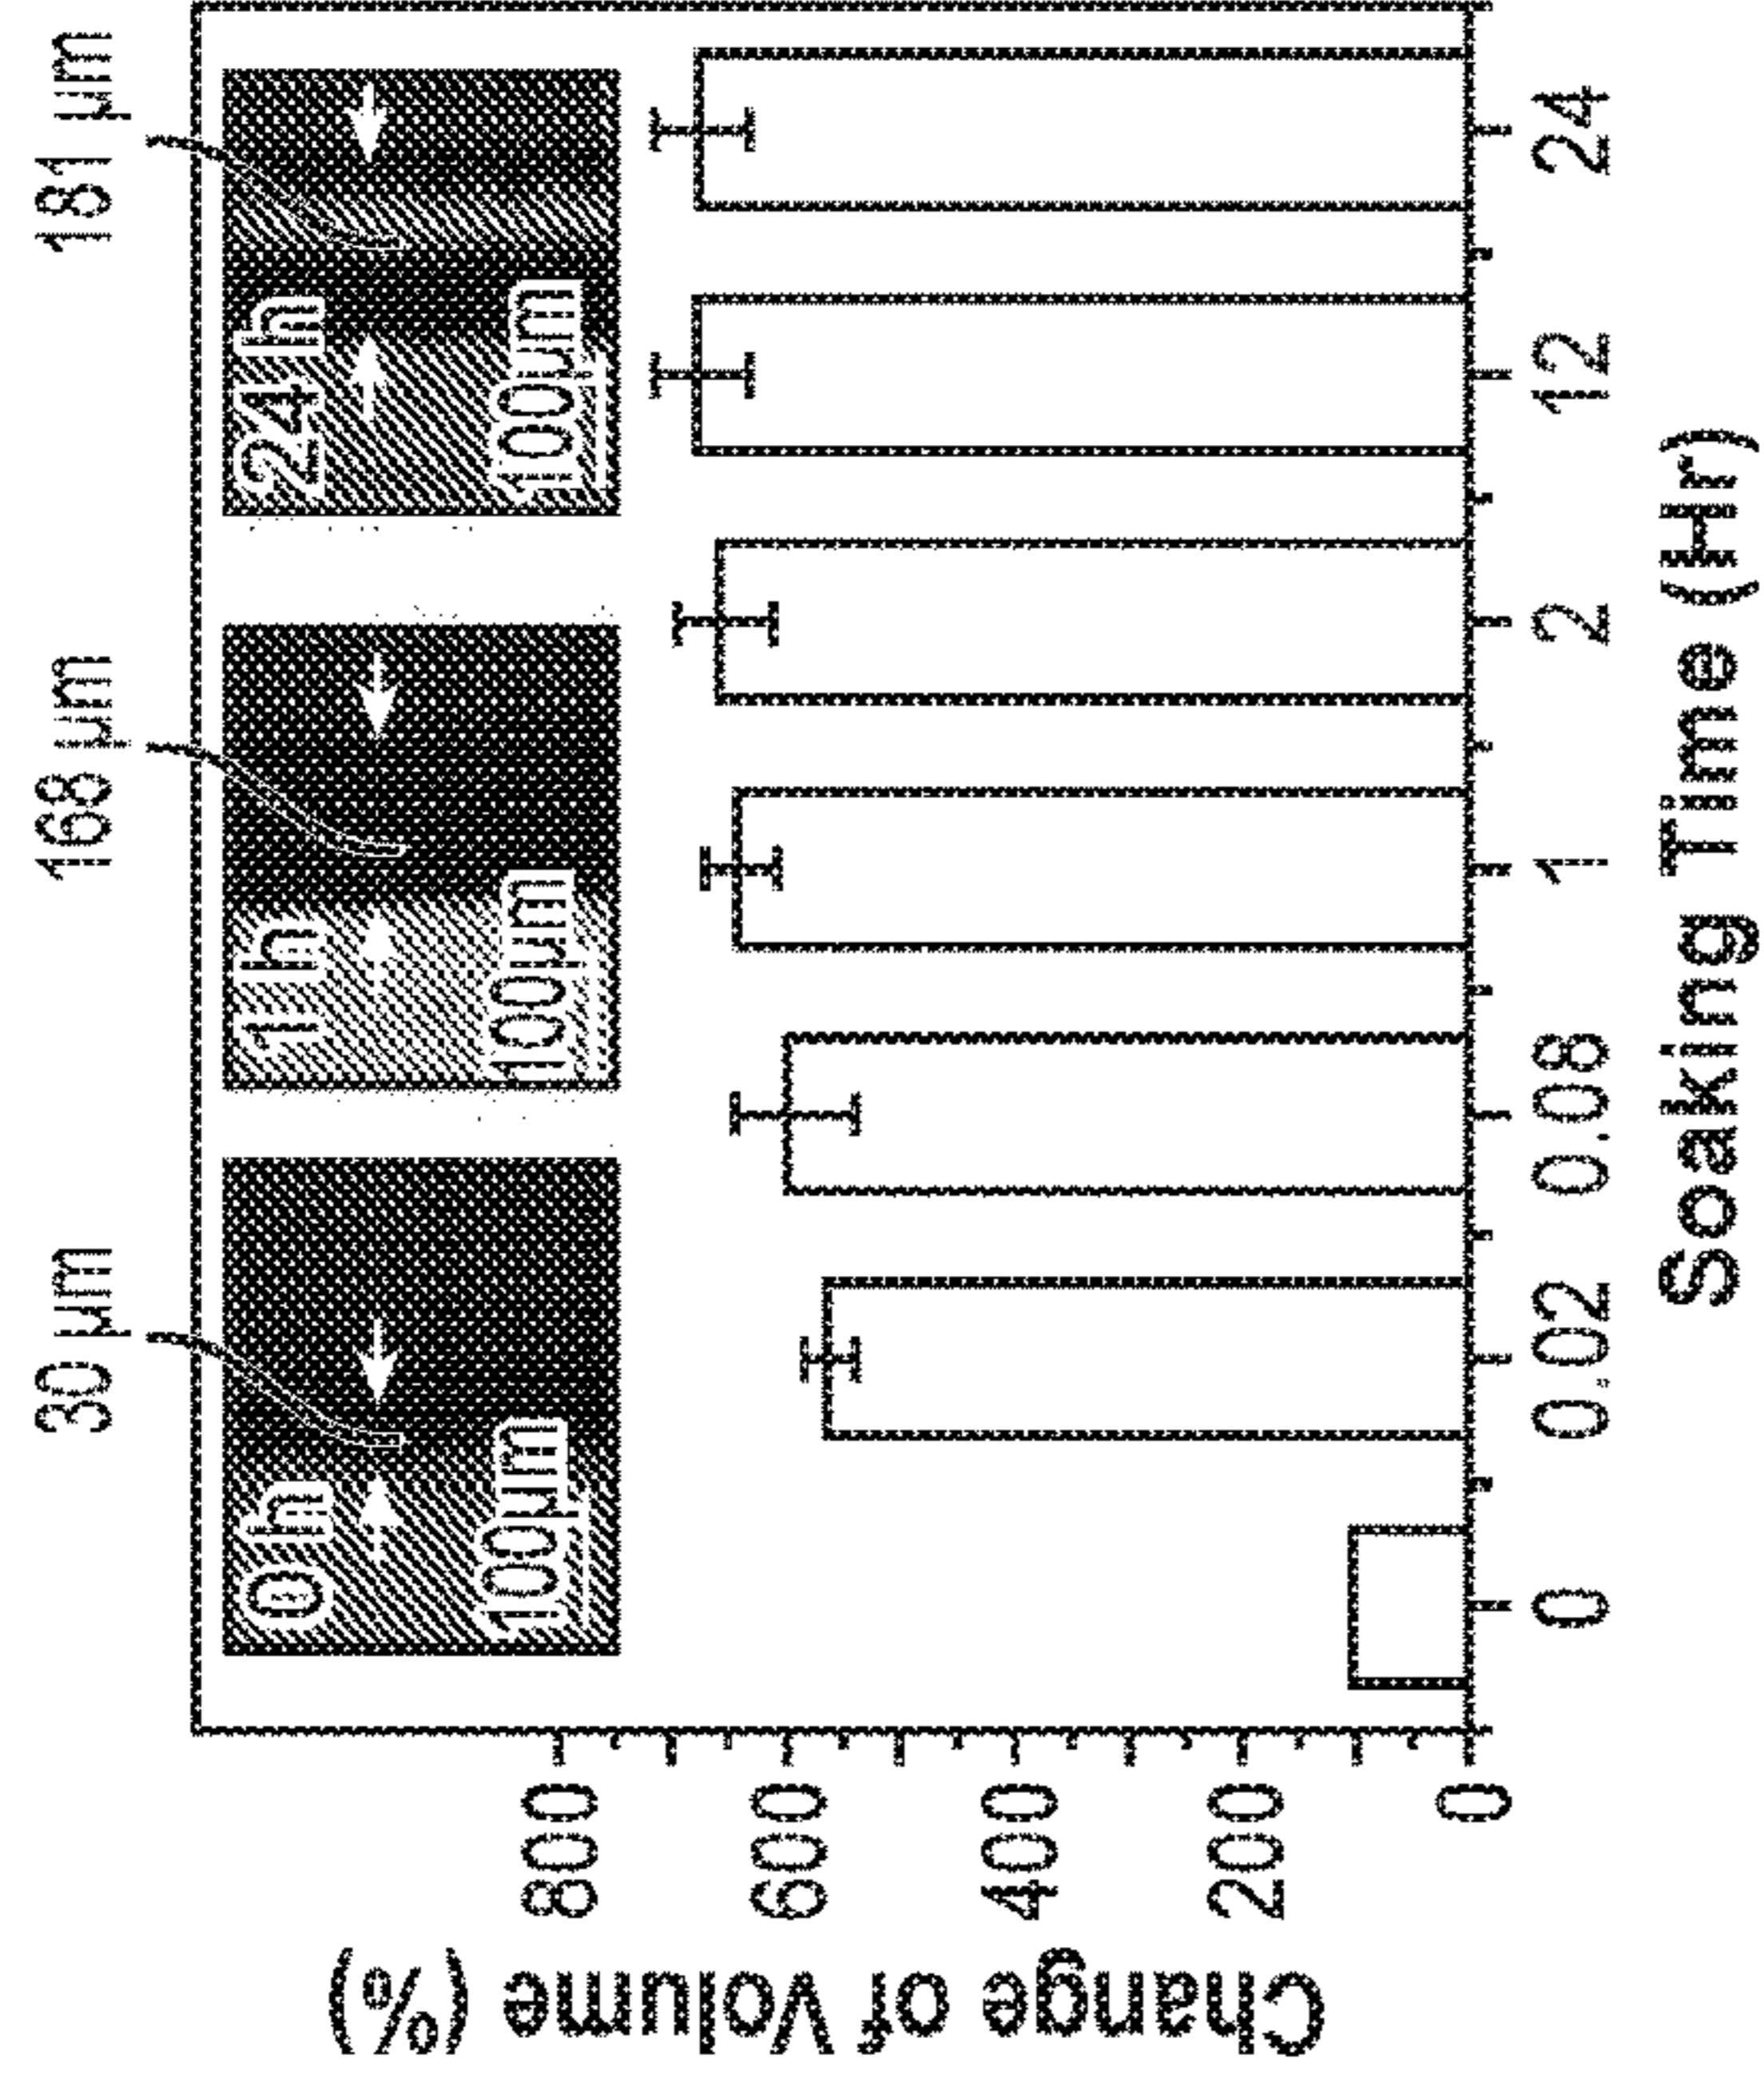 30 μm
168 μm
181 μm
0 h
100μm
1 h
100μm
24 h
100μm
Change of Volume (%)
800
600
400
200
0
0
0.02
0.08
1
2
12
24
Soaking Time (Hr)